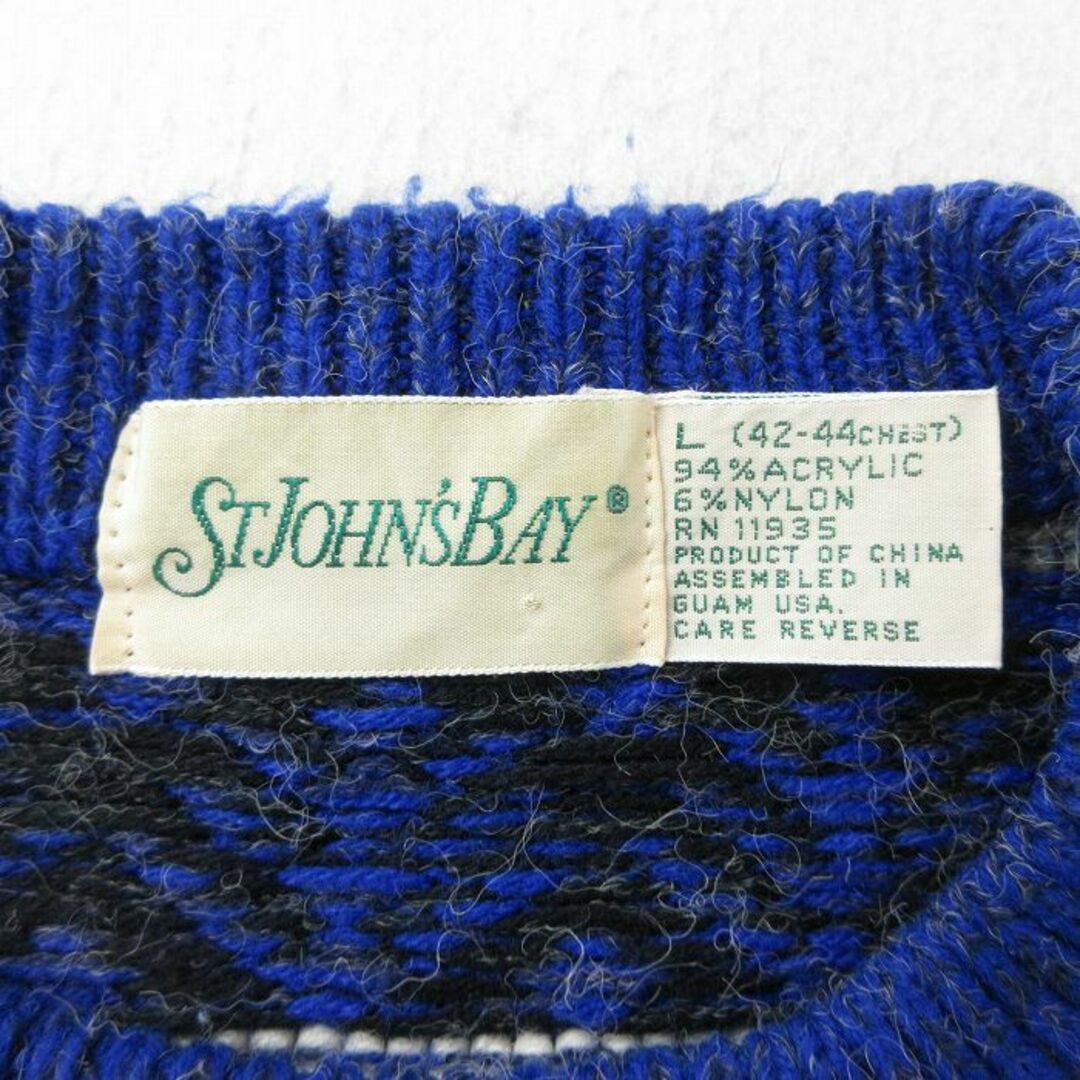 ST JOHN'S BAY®
L (42-44CHEST)
94% ACRYLIC
6% NYLON
RN 11935
PRODUCT OF CHINA
ASSEMBLED IN
GUAM USA.
CARE REVERSE